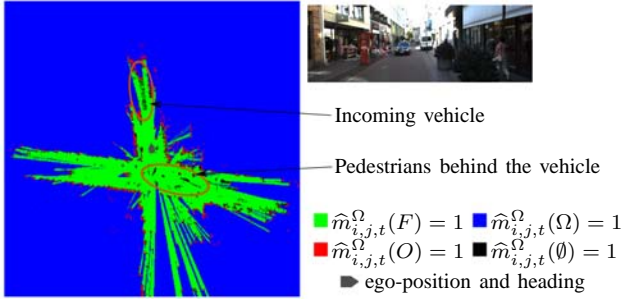 Incoming vehicle
Pedestrians behind the vehicle
m̂^Ω_{i,j,t}(F) = 1 m̂^Ω_{i,j,t}(Ω) = 1
m̂^Ω_{i,j,t}(O) = 1 m̂^Ω_{i,j,t}(∅) = 1
ego-position and heading